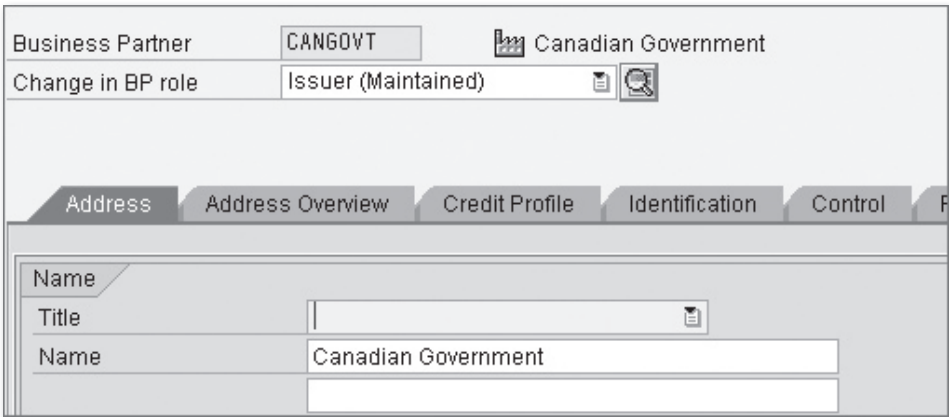 Business Partner CANGOVT Canadian Government
Change in BP role Issuer (Maintained)
Address Address Overview Credit Profile Identification Control
Name
Title
Name Canadian Government